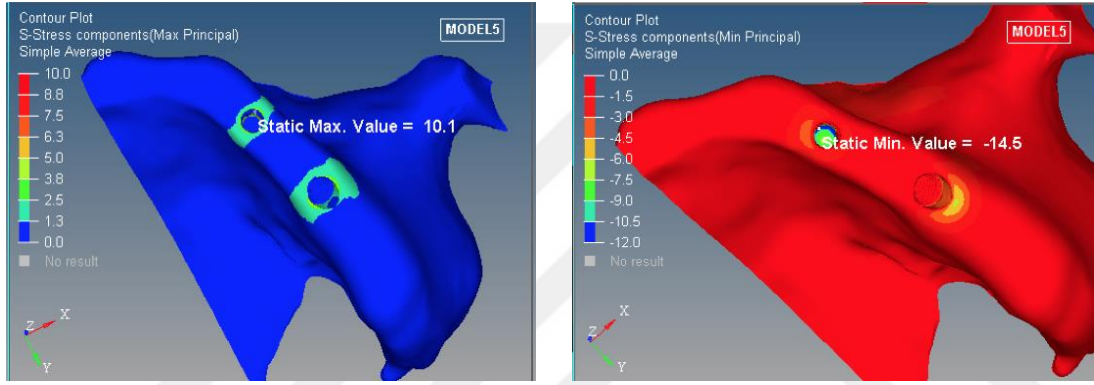 Contour Plot
S-Stress components(Max Principal)
Simple Average
MODEL5
10.0
8.8
7.5
6.3
5.0
3.8
2.5
1.3
0.0
No result
Static Max. Value = 10.1
X
Z
Y
Contour Plot
S-Stress components(Min Principal)
Simple Average
MODEL5
0.0
-1.5
-3.0
-4.5
-6.0
-7.5
-9.0
-10.5
-12.0
No result
Static Min. Value = -14.5
X
Z
Y